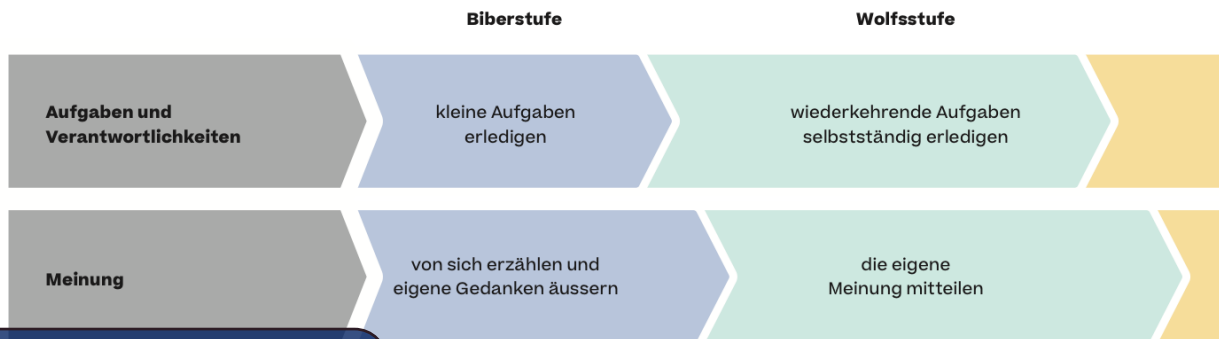 Biberstufe
Wolfsstufe
Aufgaben und
Verantwortlichkeiten
kleine Aufgaben
erledigen
wiederkehrende Aufgaben
selbstständig erledigen
Meinung
von sich erzählen und
eigene Gedanken äussern
die eigene
Meinung mitteilen